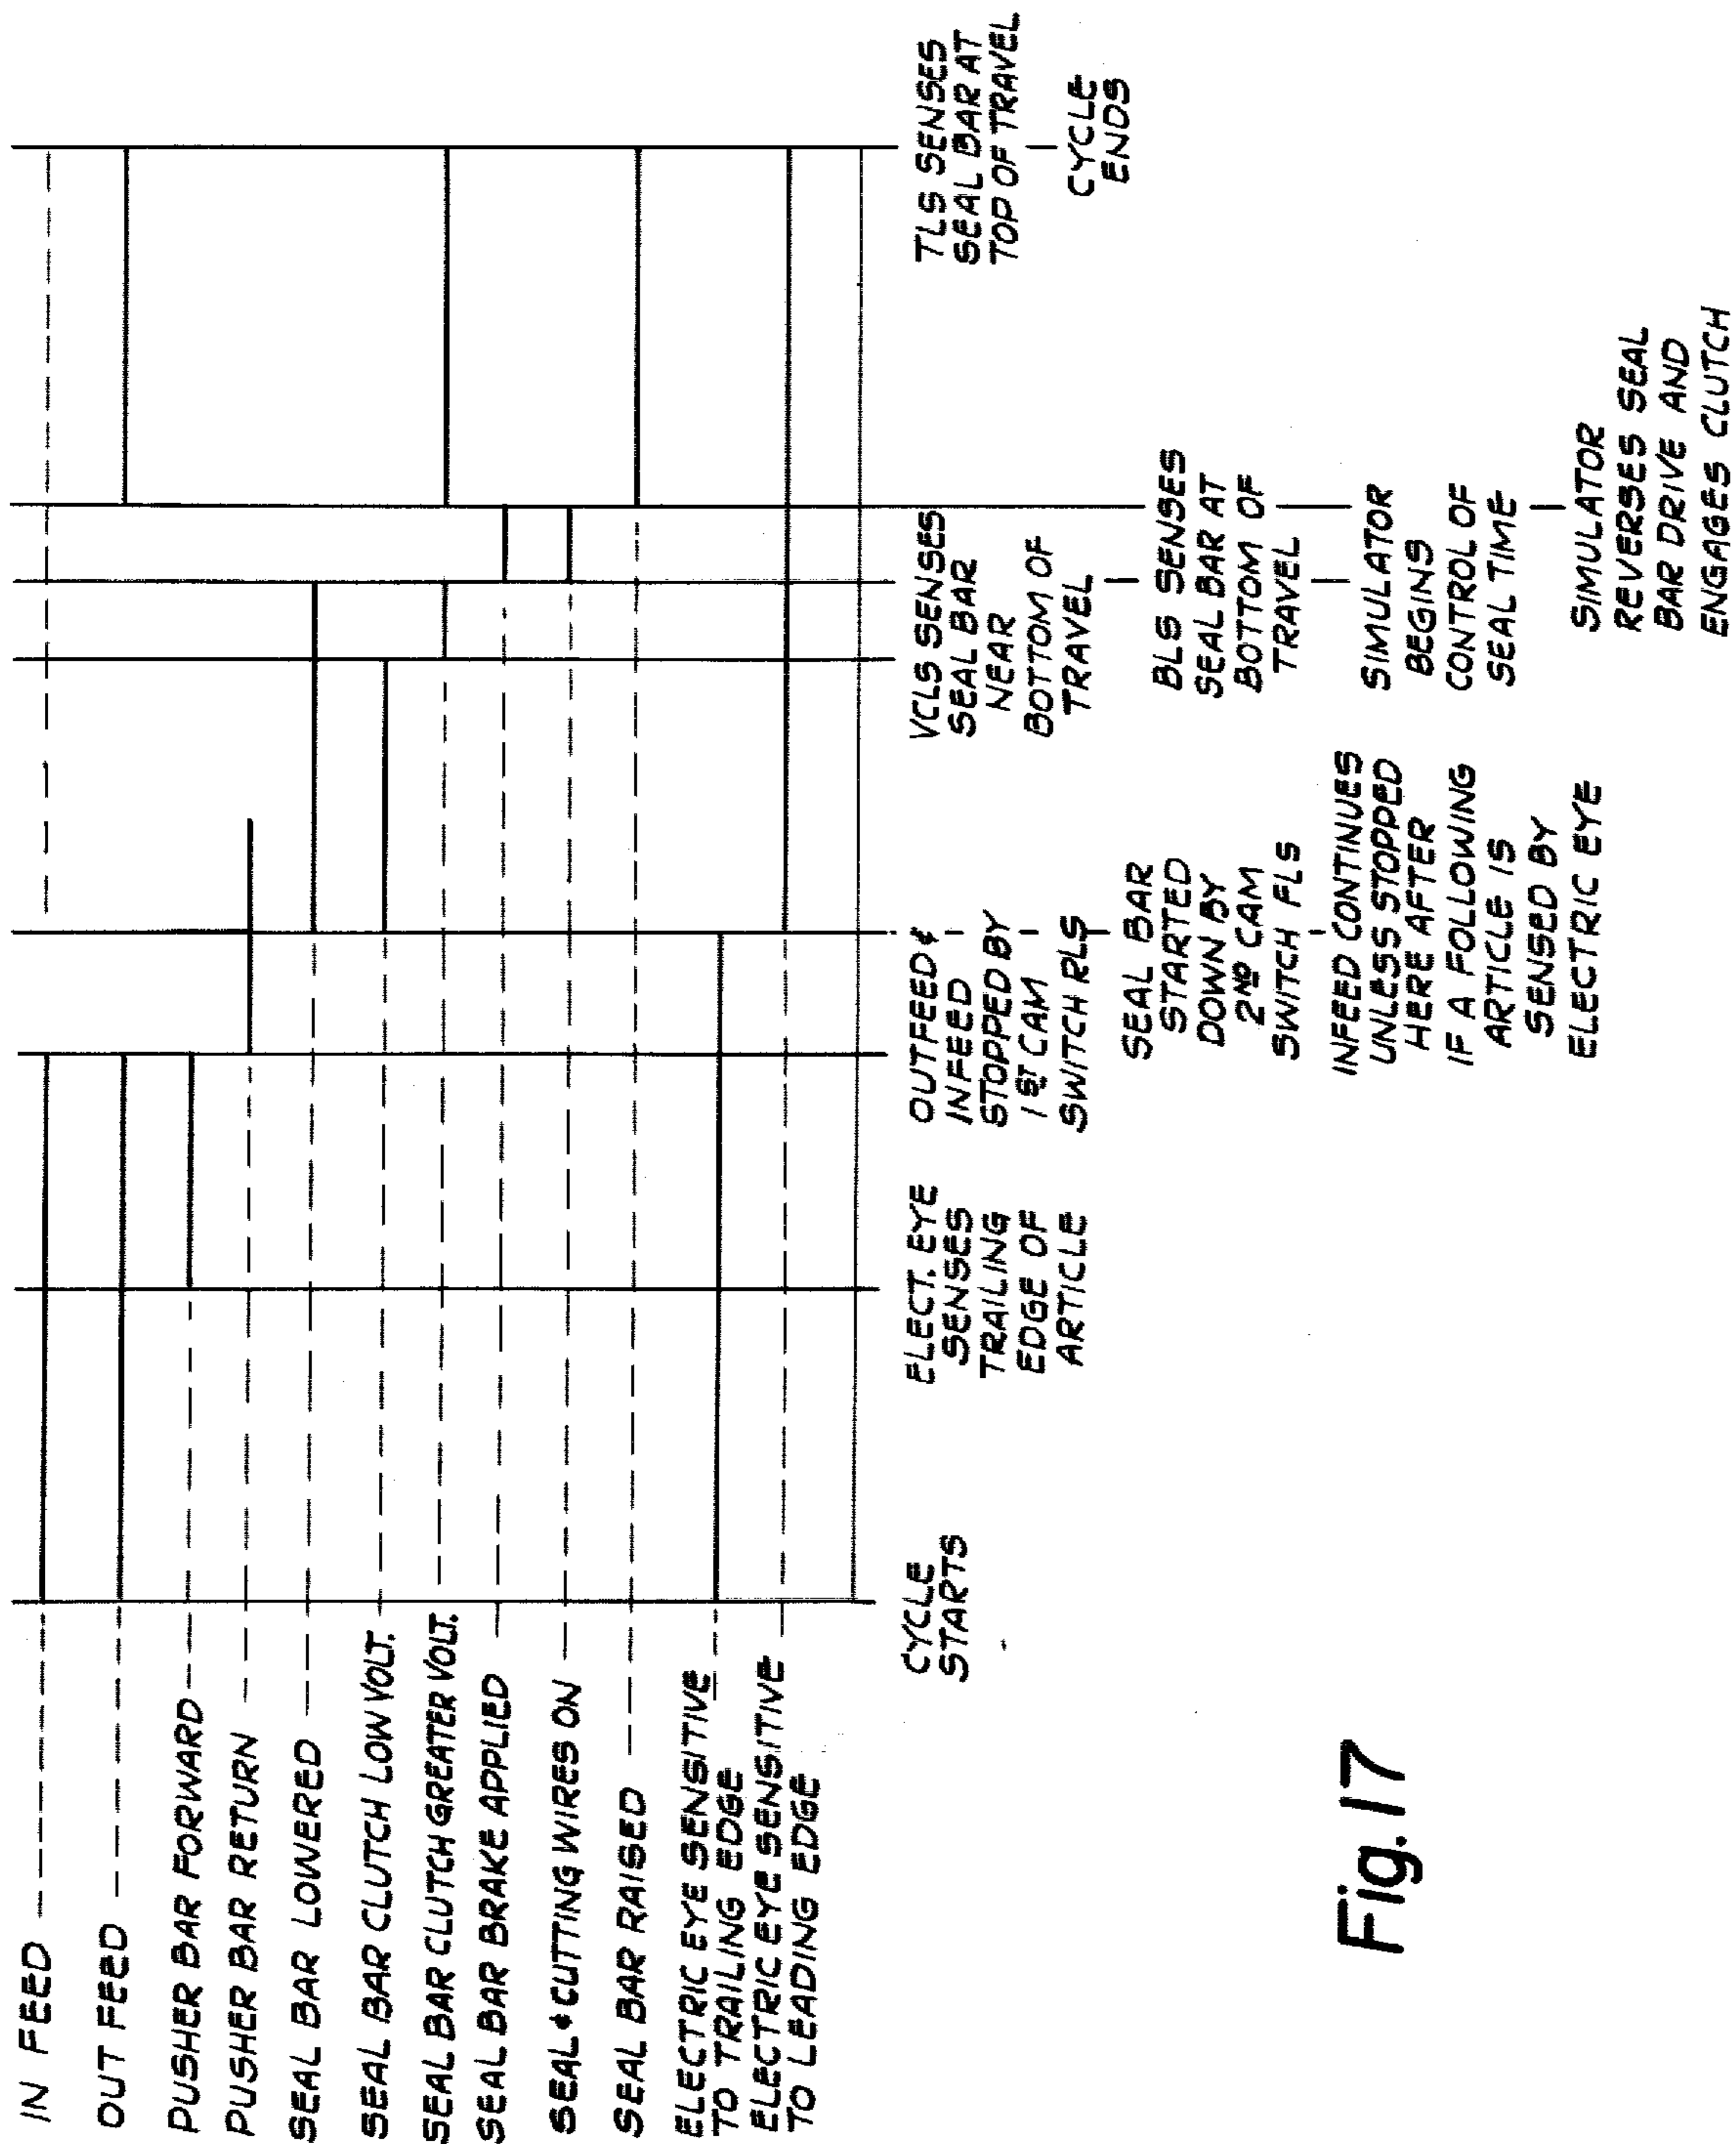 IN FEED
OUT FEED
PUSHER BAR FORWARD
PUSHER BAR RETURN
SEAL BAR LOWERED
SEAL BAR CLUTCH LOW VOLT.
SEAL BAR CLUTCH GREATER VOLT.
SEAL BAR BRAKE APPLIED
SEAL & CUTTING WIRES ON
SEAL BAR RAISED
ELECTRIC EYE SENSITIVE
TO TRAILING EDGE
ELECTRIC EYE SENSITIVE
TO LEADING EDGE
CYCLE
STARTS
ELECT. EYE
SENSES
TRAILING
EDGE OF
ARTICLE
OUTFEED &
INFEED
STOPPED BY
1ST CAM
SWITCH RLS
SEAL BAR
STARTED
DOWN BY
2ND CAM
SWITCH FLS
INFEED CONTINUES
UNLESS STOPPED
HERE AFTER
IF A FOLLOWING
ARTICLE IS
SENSED BY
ELECTRIC EYE
VCLS SENSES
SEAL BAR
NEAR
BOTTOM OF
TRAVEL
BLS SENSES
SEAL BAR AT
BOTTOM OF
TRAVEL
SIMULATOR
BEGINS
CONTROL OF
SEAL TIME
SIMULATOR
REVERSES SEAL
BAR DRIVE AND
ENGAGES CLUTCH
TLS SENSES
SEAL BAR AT
TOP OF TRAVEL
CYCLE
ENDS
Fig. 17